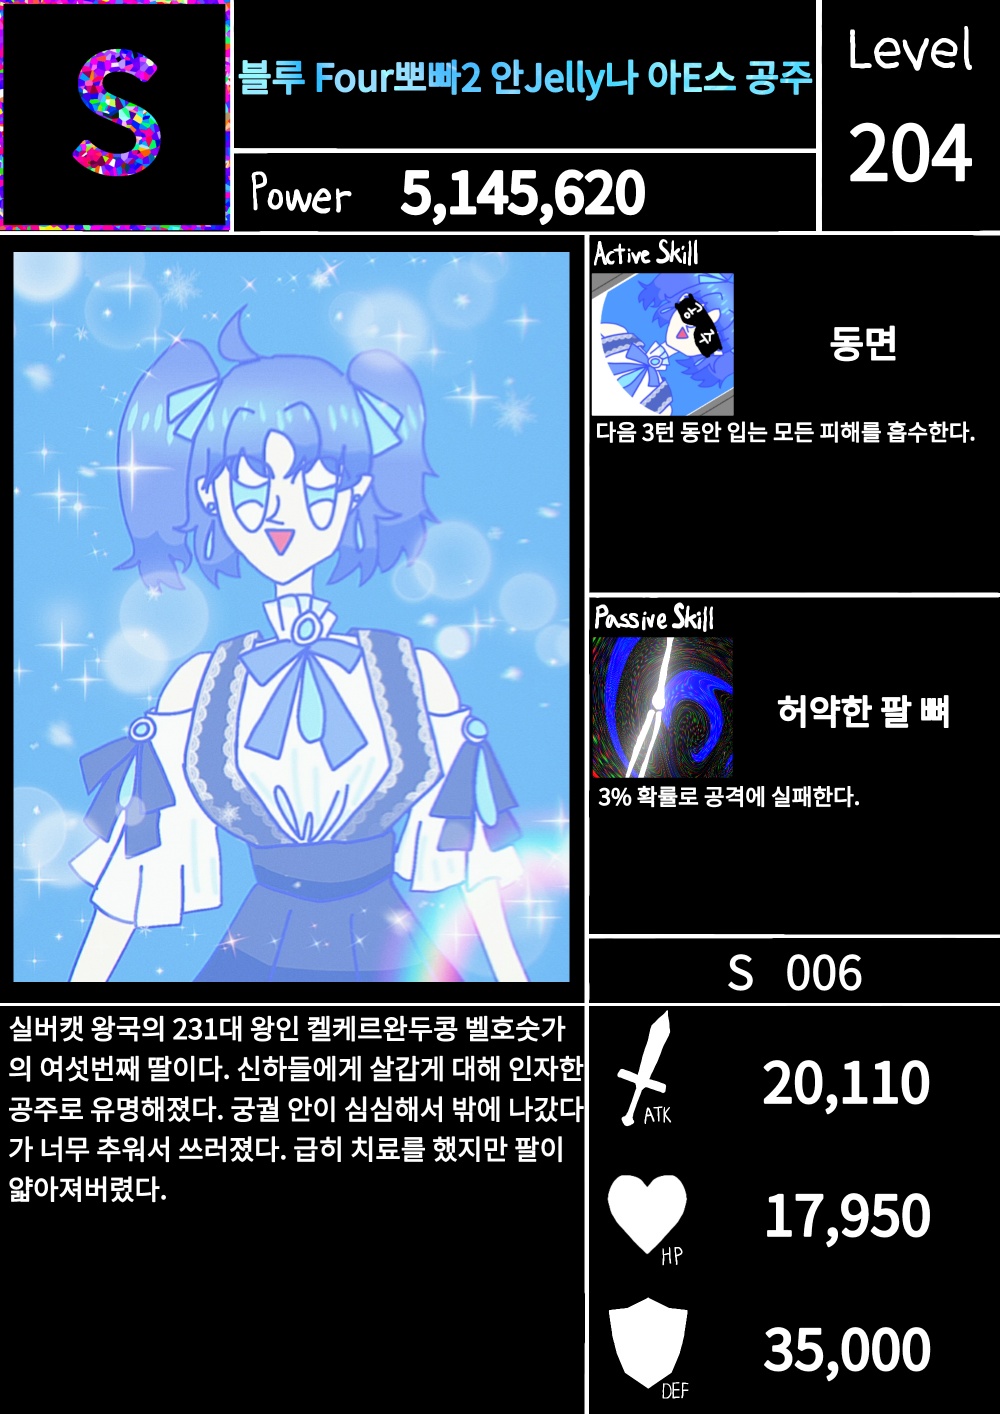 S
블루 Four뽀빠2 안Jelly나 아E스 공주
Level
204
Power 5,145,620
Active Skill
동면
다음 3턴 동안 입는 모든 피해를 흡수한다.
Passive Skill
허약한 팔 뼈
3% 확률로 공격에 실패한다.
S 006
실버캣 왕국의 231대 왕인 켈케르완두콩 벨호숫가
의 여섯번째 딸이다. 신하들에게 살갑게 대해 인자한
공주로 유명해졌다. 궁궐 안이 심심해서 밖에 나갔다
가 너무 추워서 쓰러졌다. 급히 치료를 했지만 팔이
얇아져버렸다.
ATK 20,110
HP 17,950
DEF 35,000